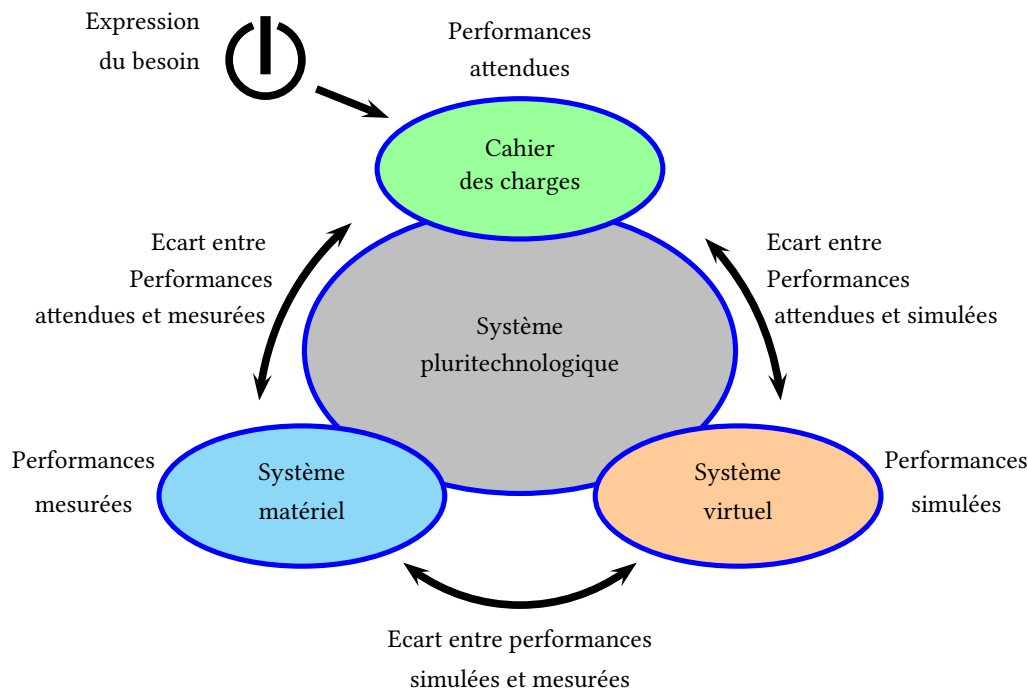 Expression
du besoin
Performances
attendues
Cahier
des charges
Ecart entre
Performances
attendues et mesurées
Ecart entre
Performances
attendues et simulées
Système
pluritechnologique
Performances
mesurées
Système
matériel
Système
virtuel
Performances
simulées
Ecart entre performances
simulées et mesurées